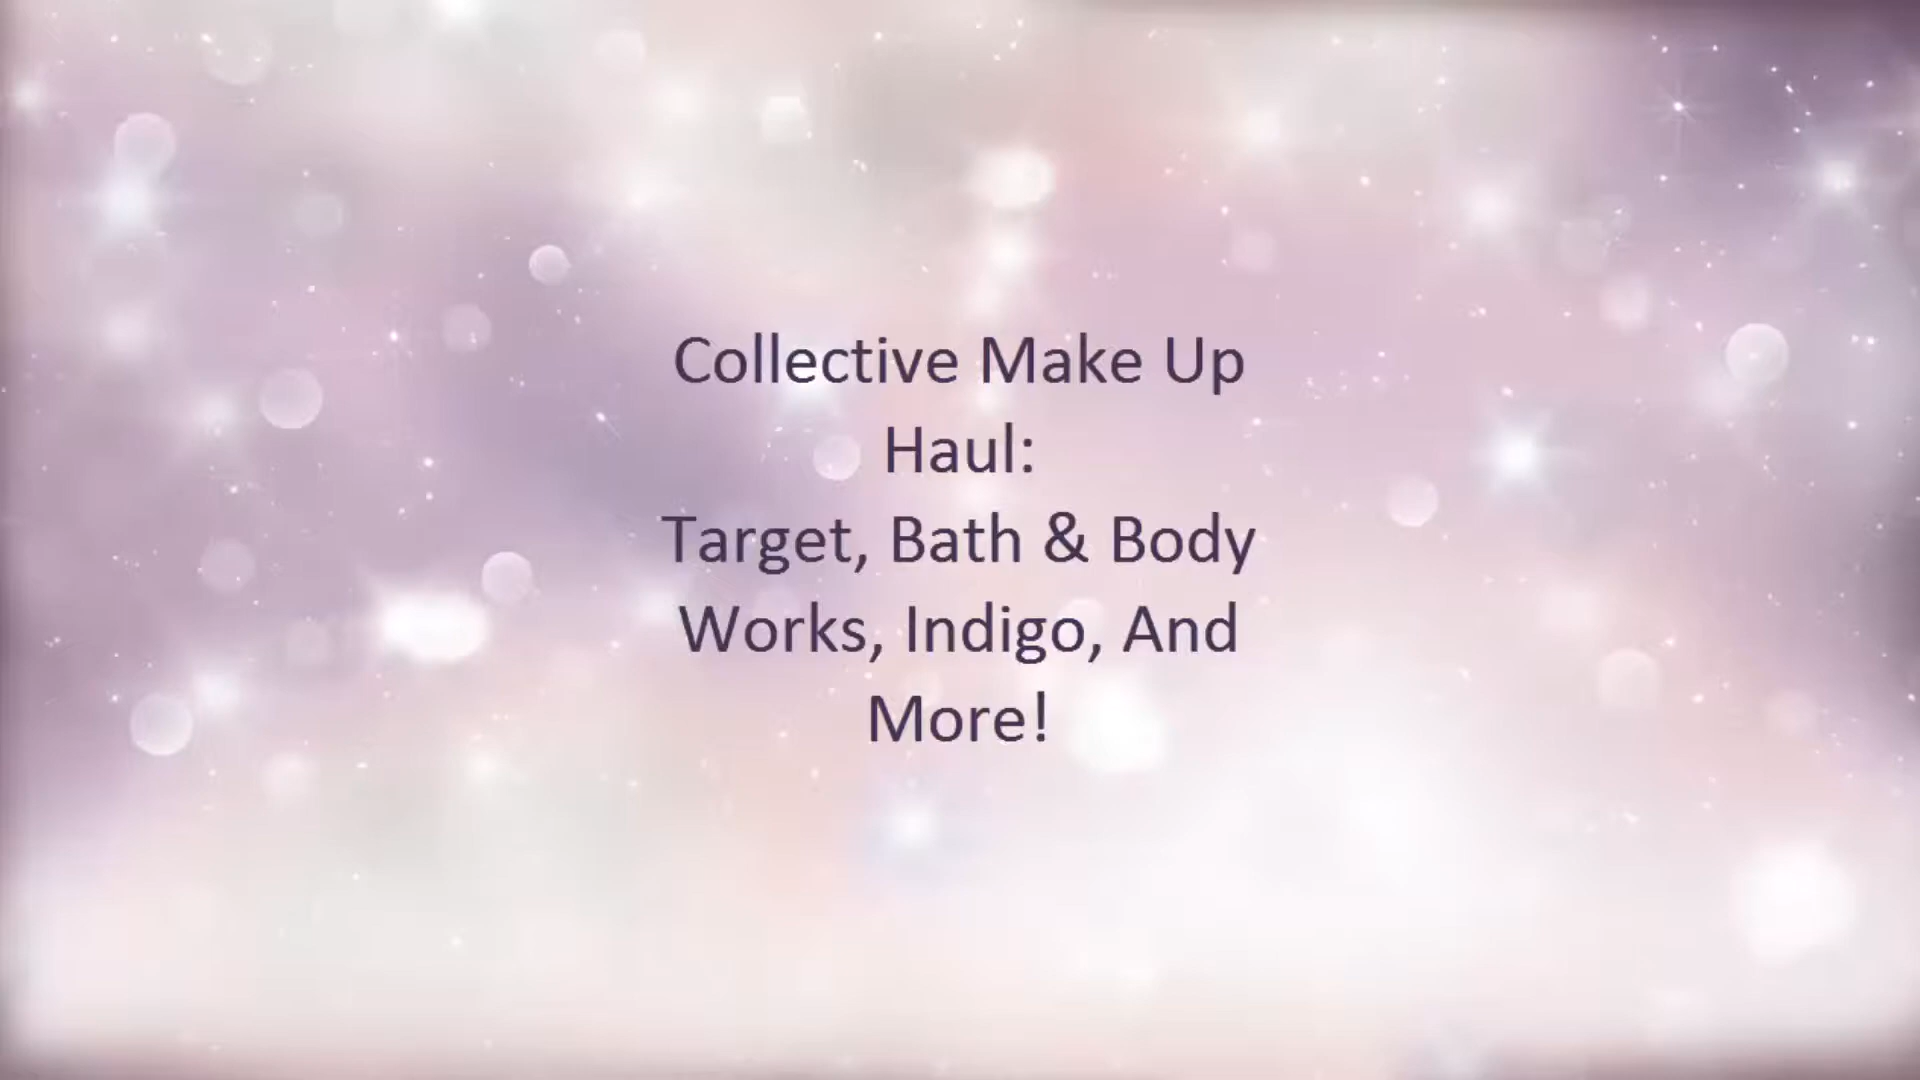 Collective Make Up
Haul:
Target, Bath & Body
Works, Indigo, And
More!